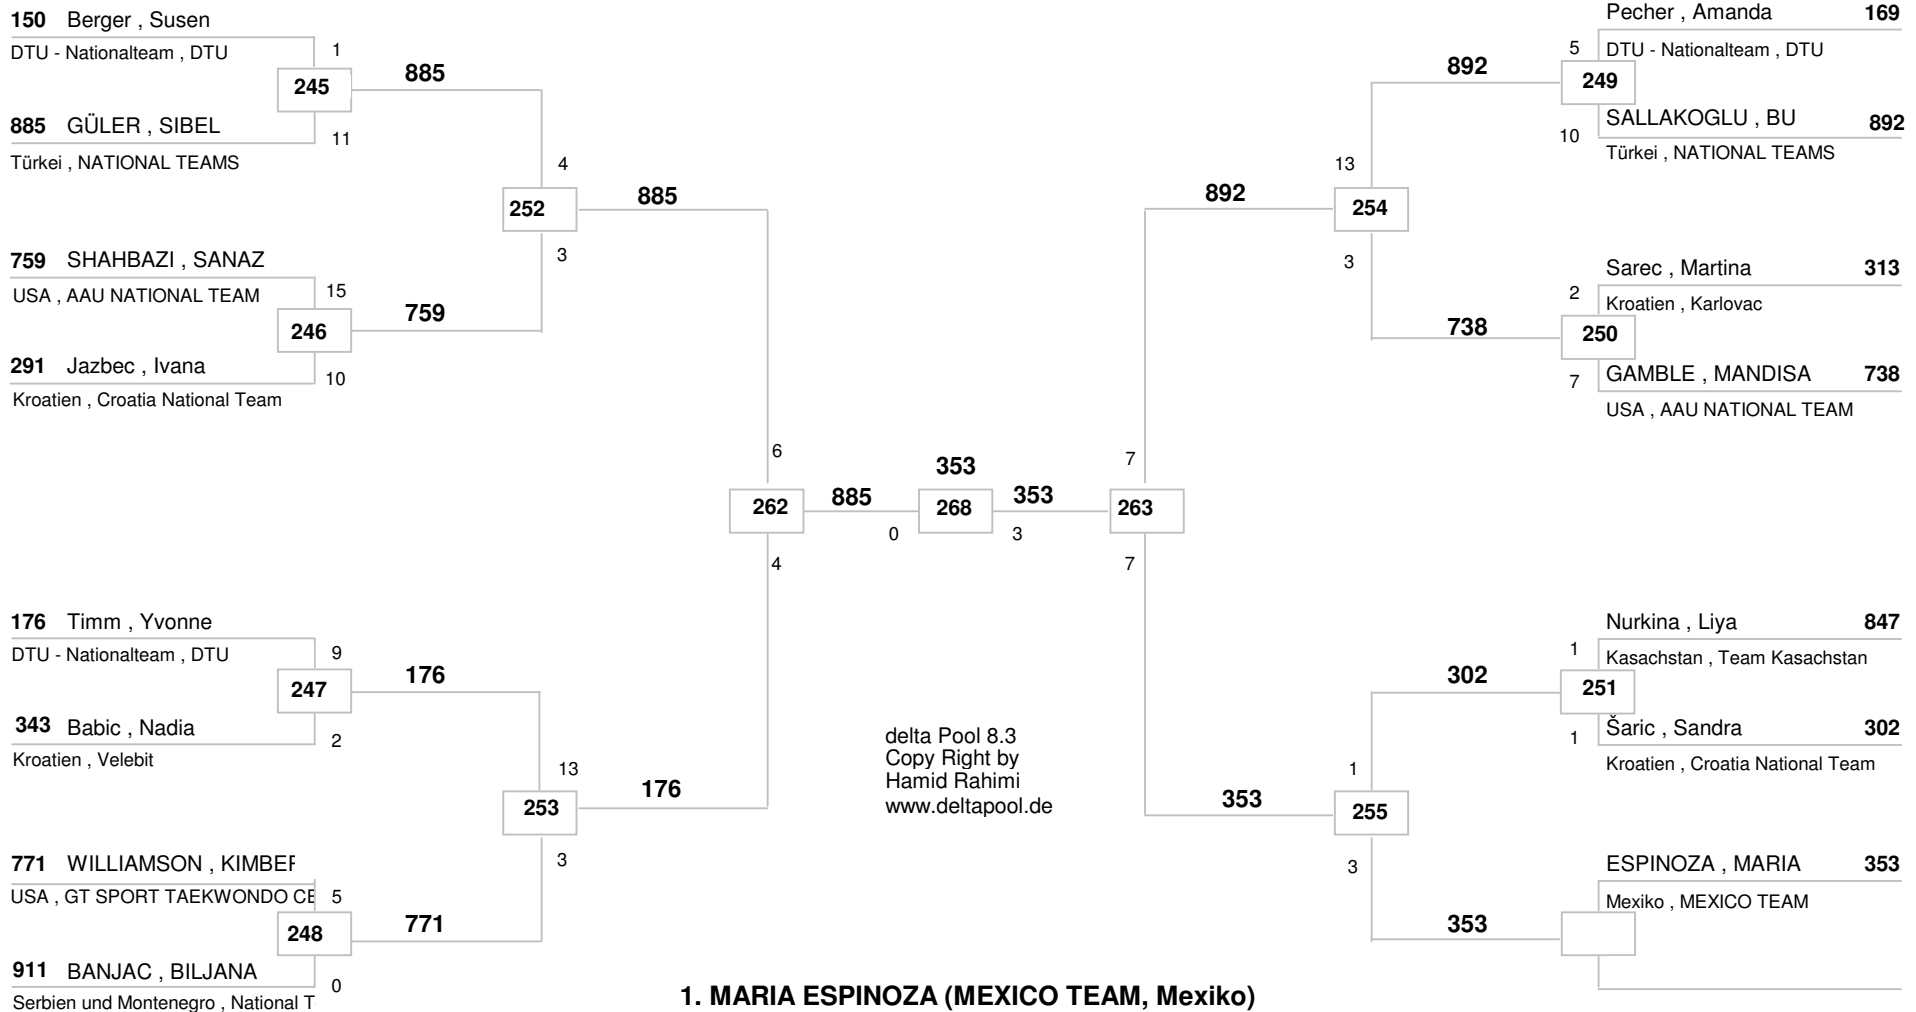 150 Berger , Susen
DTU - Nationalteam , DTU
1
245
885
885 GÜLER , SIBEL
11
Türkei , NATIONAL TEAMS
4
252
885
3
759 SHAHBAZI , SANAZ
USA , AAU NATIONAL TEAM
15
246
759
291 Jazbec , Ivana
10
Kroatien , Croatia National Team
6
262
885
0
4
176 Timm , Yvonne
DTU - Nationalteam , DTU
9
247
176
343 Babic , Nadia
2
Kroatien , Velebit
13
253
176
3
771 WILLIAMSON , KIMBER
USA , GT SPORT TAEKWONDO CE
5
248
771
911 BANJAC , BILJANA
0
Serbien und Montenegro , National T
353
268
353
3
delta Pool 8.3
Copy Right by
Hamid Rahimi
www.deltapool.de
1. MARIA ESPINOZA (MEXICO TEAM, Mexiko)
Pecher , Amanda 169
5
DTU - Nationalteam , DTU
892
249
SALLAKOGLU , BU 892
10
Türkei , NATIONAL TEAMS
13
892
254
3
Sarec , Martina 313
2
Kroatien , Karlovac
738
250
GAMBLE , MANDISA 738
7
USA , AAU NATIONAL TEAM
7
263
7
Nurkina , Liya 847
1
Kasachstan , Team Kasachstan
302
251
Šaric , Sandra 302
1
Kroatien , Croatia National Team
1
353
255
3
ESPINOZA , MARIA 353
Mexiko , MEXICO TEAM
353